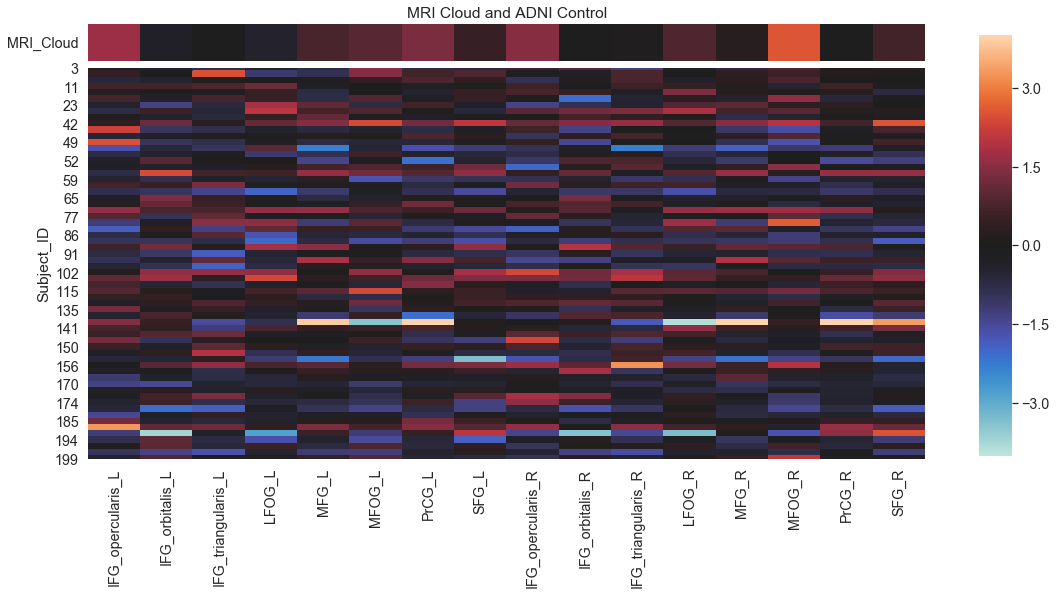 MRI Cloud and ADNI Control
MRI_Cloud
3
11
23
42
49
52
59
65
77
86
91
102
115
135
141
150
156
170
174
185
194
199
Subject_ID
IFG_opercularis_L
IFG_orbitalis_L
IFG_triangularis_L
LFOG_L
MFG_L
MFOG_L
PrCG_L
SFG_L
IFG_opercularis_R
IFG_orbitalis_R
IFG_triangularis_R
LFOG_R
MFG_R
MFOG_R
PrCG_R
SFG_R
3.0
1.5
0.0
−1.5
−3.0